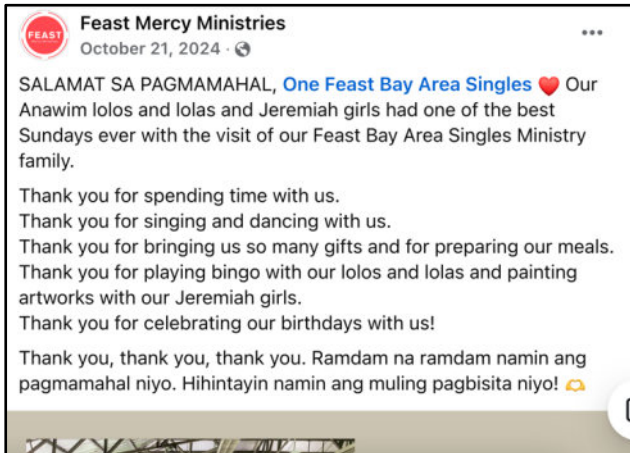 FEAST
Feast Mercy Ministries
October 21, 2024 ·
SALAMAT SA PAGMAMAHAL, One Feast Bay Area Singles ❤️ Our
Anawim lolos and lolas and Jeremiah girls had one of the best
Sundays ever with the visit of our Feast Bay Area Singles Ministry
family.
Thank you for spending time with us.
Thank you for singing and dancing with us.
Thank you for bringing us so many gifts and for preparing our meals.
Thank you for playing bingo with our lolos and lolas and painting
artworks with our Jeremiah girls.
Thank you for celebrating our birthdays with us!
Thank you, thank you, thank you. Ramdam na ramdam namin ang
pagmamahal niyo. Hihintayin namin ang muling pagbisita niyo! 🫶